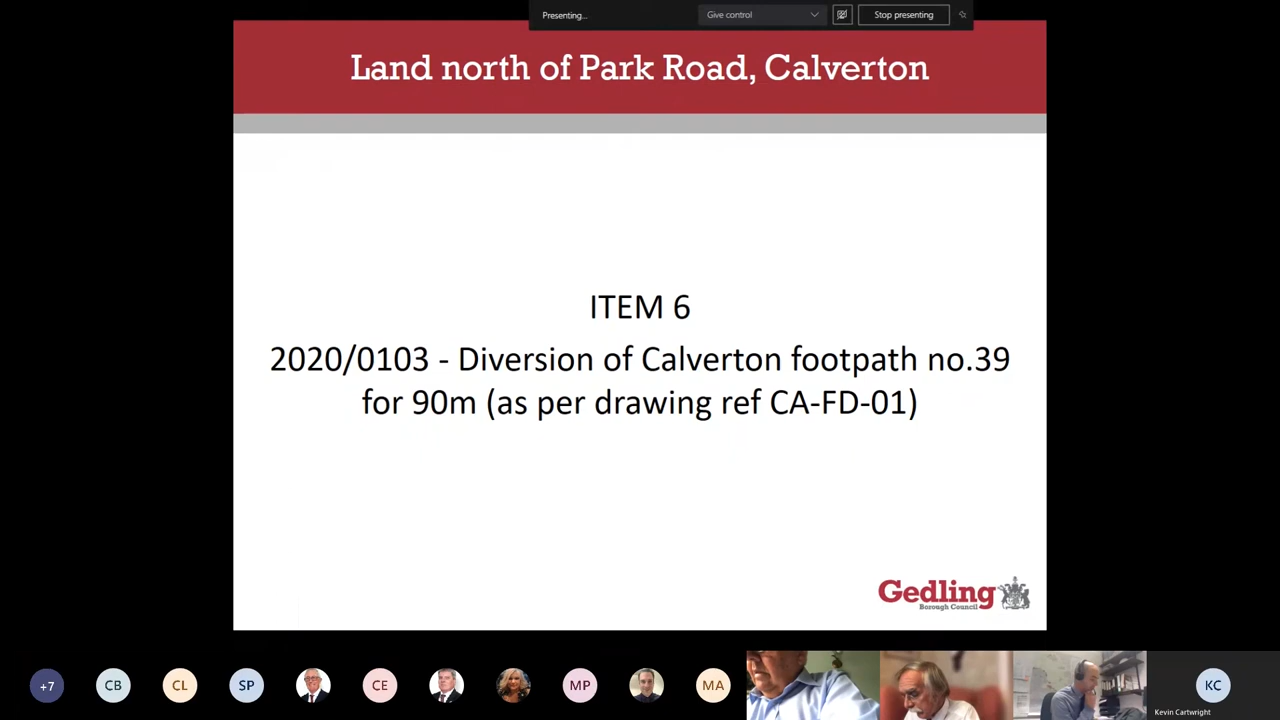 Presenting...
Give control
Stop presenting
Land north of Park Road, Calverton
ITEM 6
2020/0103 - Diversion of Calverton footpath no.39
for 90m (as per drawing ref CA-FD-01)
Gedling
Borough Council
+7
CB
CL
SP
CE
MP
MA
KC
Kevin Cartwright